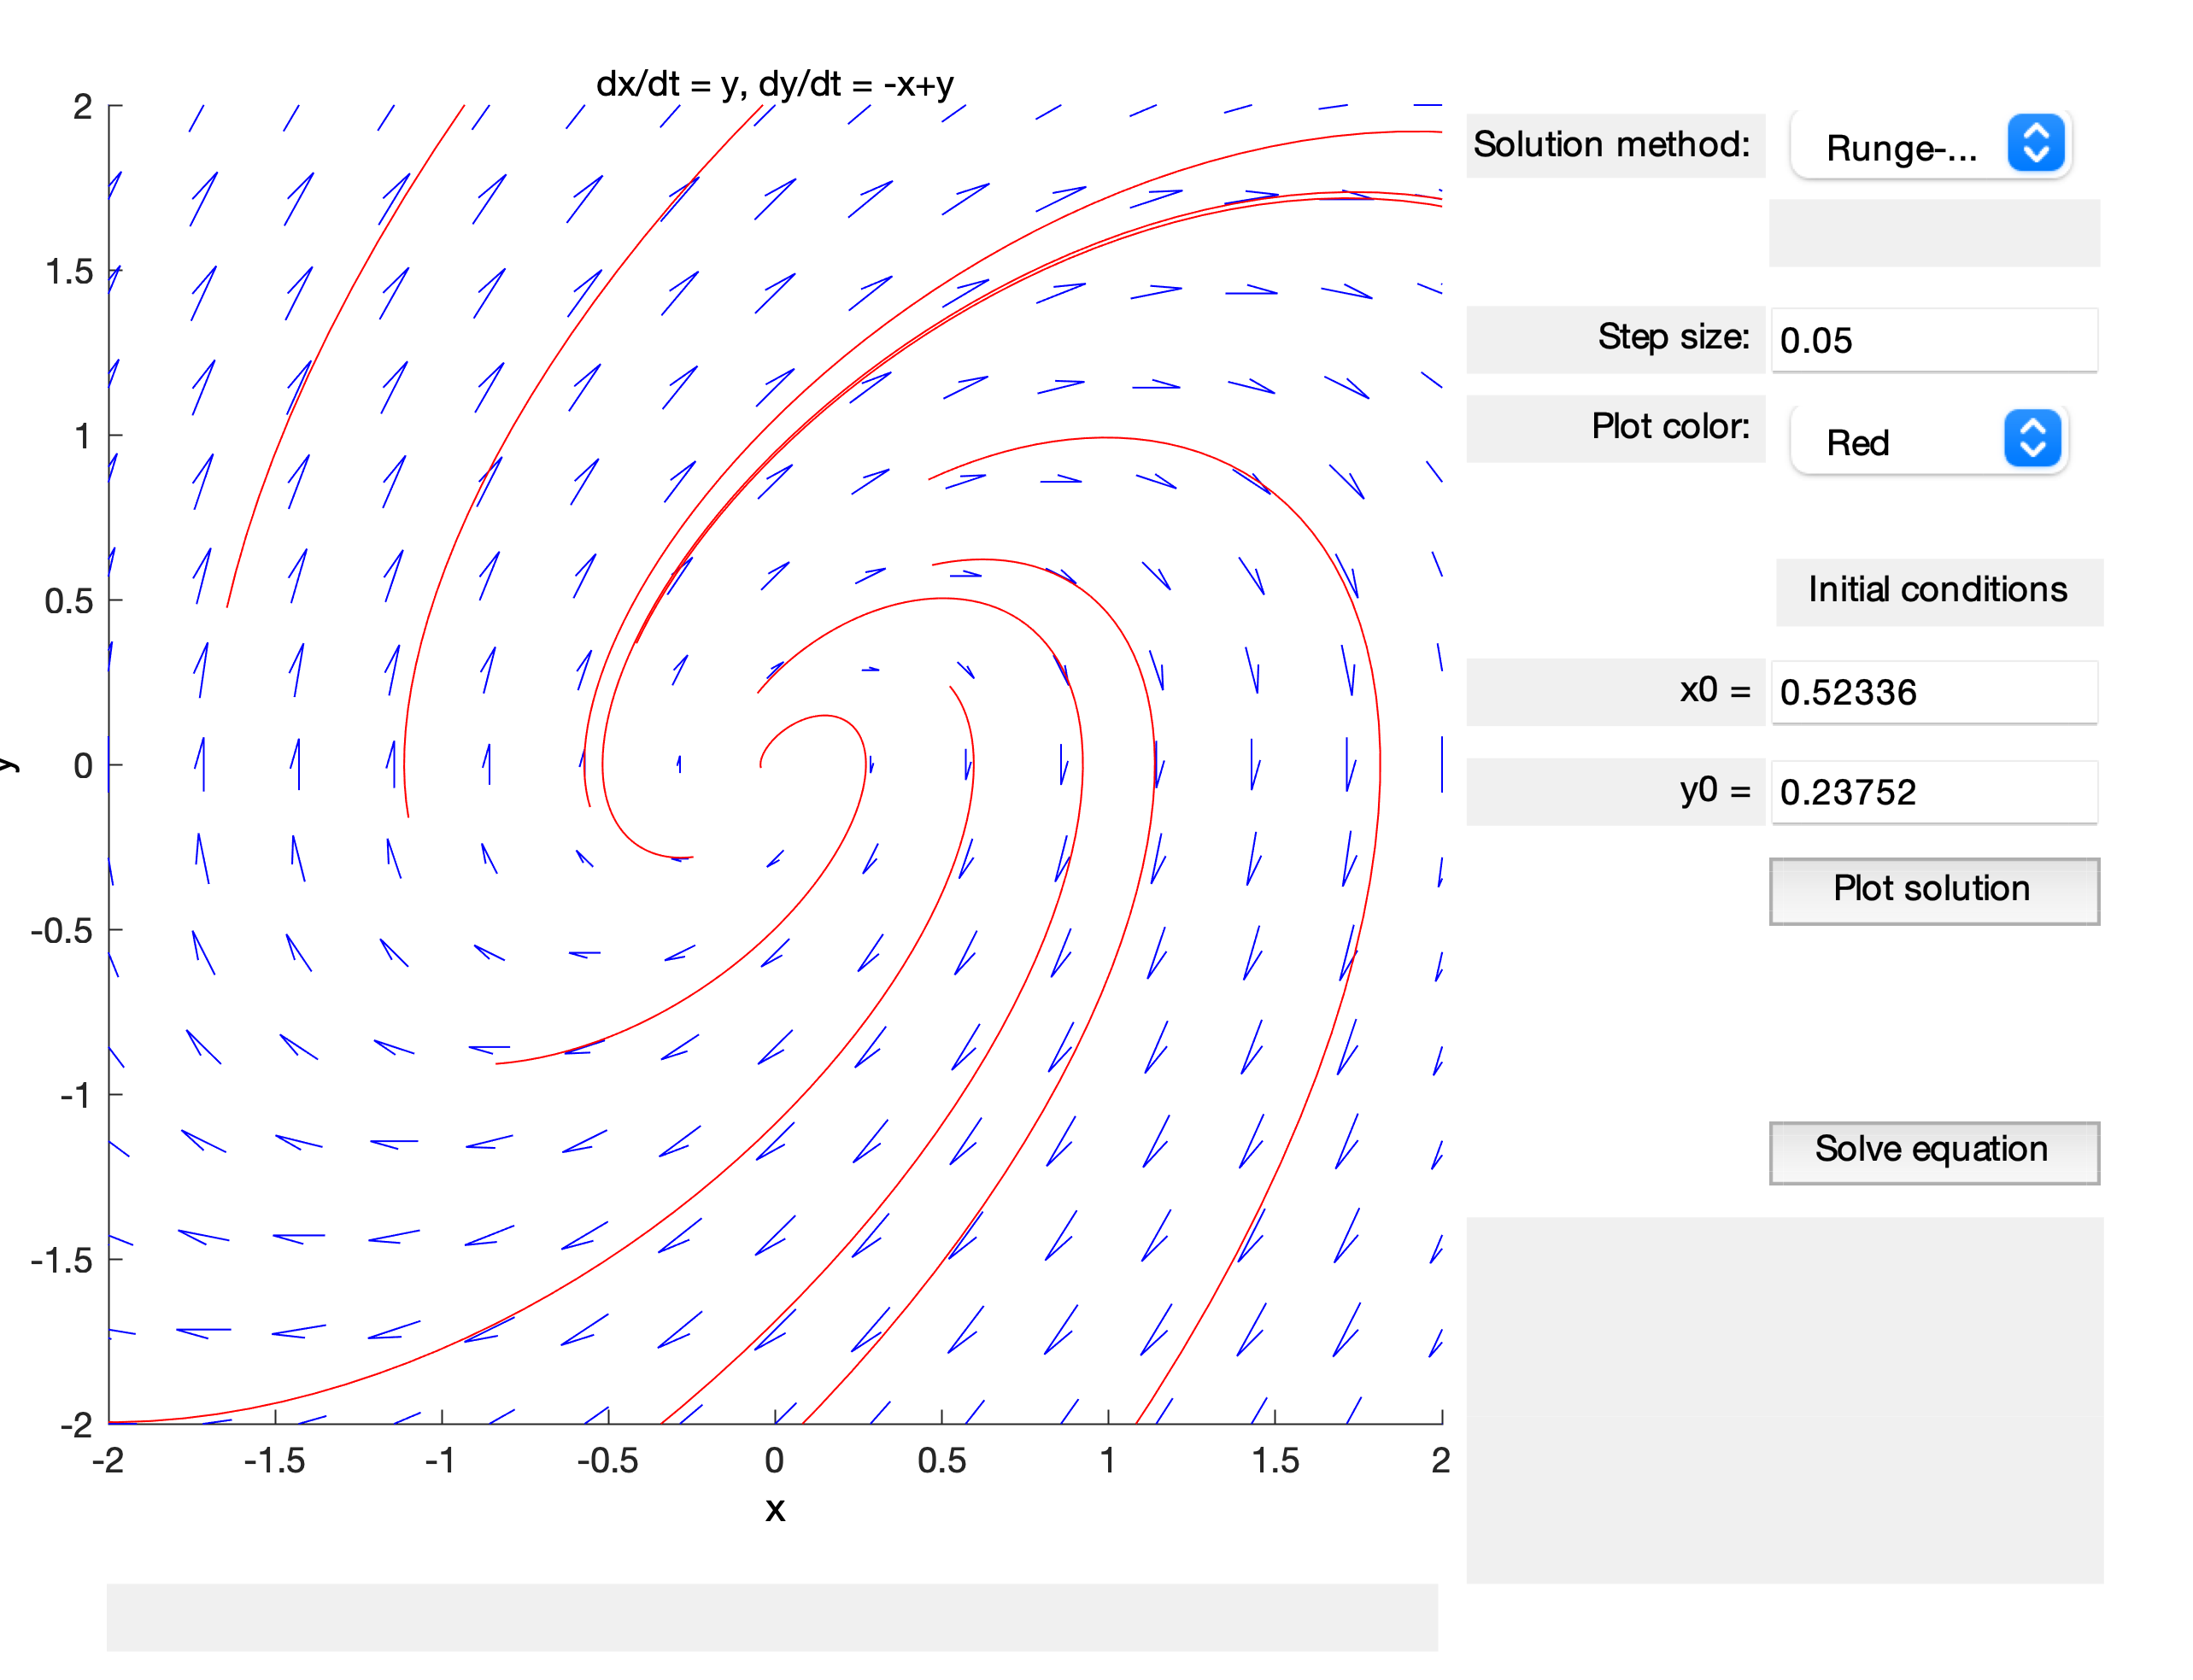 dx/dt = y, dy/dt = -x+y
2
1.5
1
0.5
0
-0.5
-1
-1.5
-2
y
-2
-1.5
-1
-0.5
0
0.5
1
1.5
2
x
Solution method:
Runge-...
Step size:
0.05
Plot color:
Red
Initial conditions
x0 =
0.52336
y0 =
0.23752
Plot solution
Solve equation